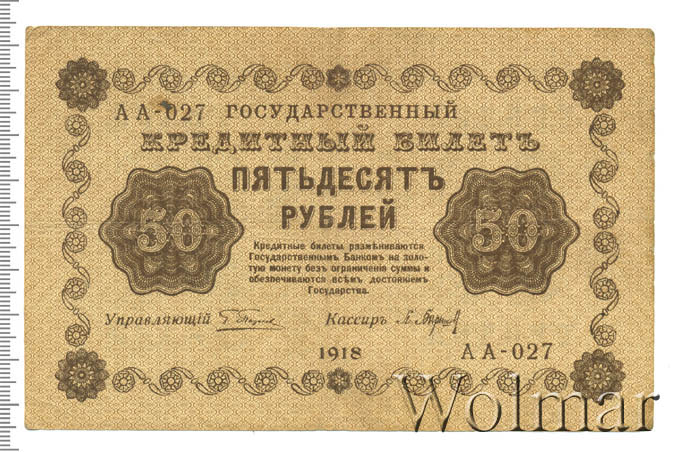 АА-027 ГОСУДАРСТВЕННЫЙ
КРЕДИТНЫЙ БИЛЕТЪ
ПЯТЬДЕСЯТЪ
РУБЛЕЙ
50
50
Кредитные билеты размѣниваются
Государственнымъ Банкомъ на золо-
тую монету безъ ограниченія суммы и
обезпечиваются всѣмъ достояніемъ
Государства.
Управляющій
Кассиръ
1918
АА-027
Wolmar